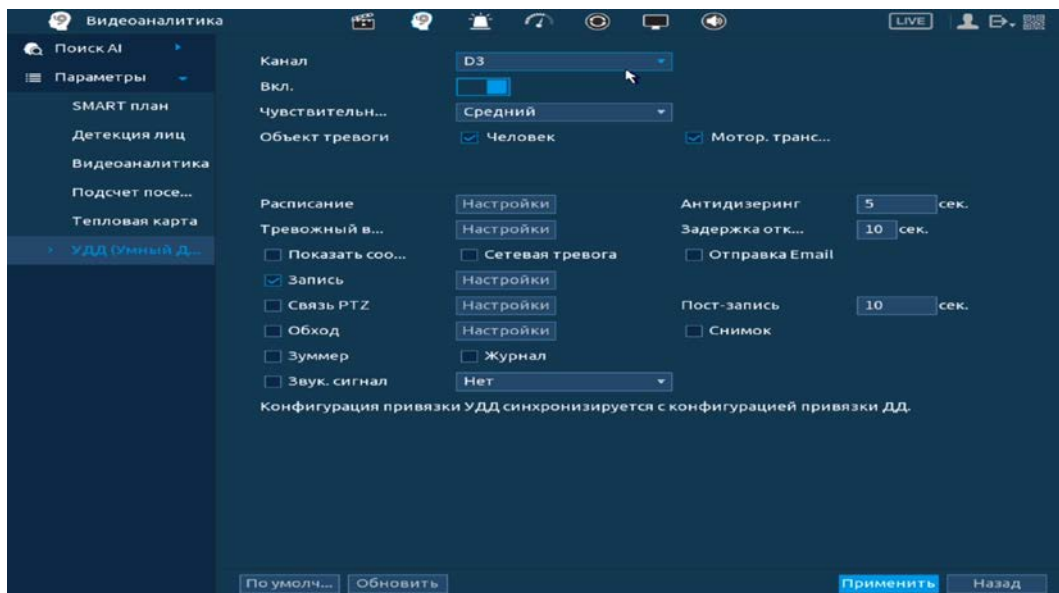 Видеоаналитика LIVE
Поиск AI
Параметры
SMART план
Детекция лиц
Видеоаналитика
Подсчет посе...
Тепловая карта
УДД (Умный Д...
Канал D3
Вкл.
Чувствительн... Средний
Объект тревоги Человек Мотор. транс...
Расписание Настройки Антидизеринг 5 сек.
Тревожный в... Настройки Задержка отк... 10 сек.
Показать соо... Сетевая тревога Отправка Email
Запись Настройки
Связь PTZ Настройки Пост-запись 10 сек.
Обход Настройки Снимок
Зуммер Журнал
Звук. сигнал Нет
Конфигурация привязки УДД синхронизируется с конфигурацией привязки ДД.
По умолч... Обновить Применить Назад